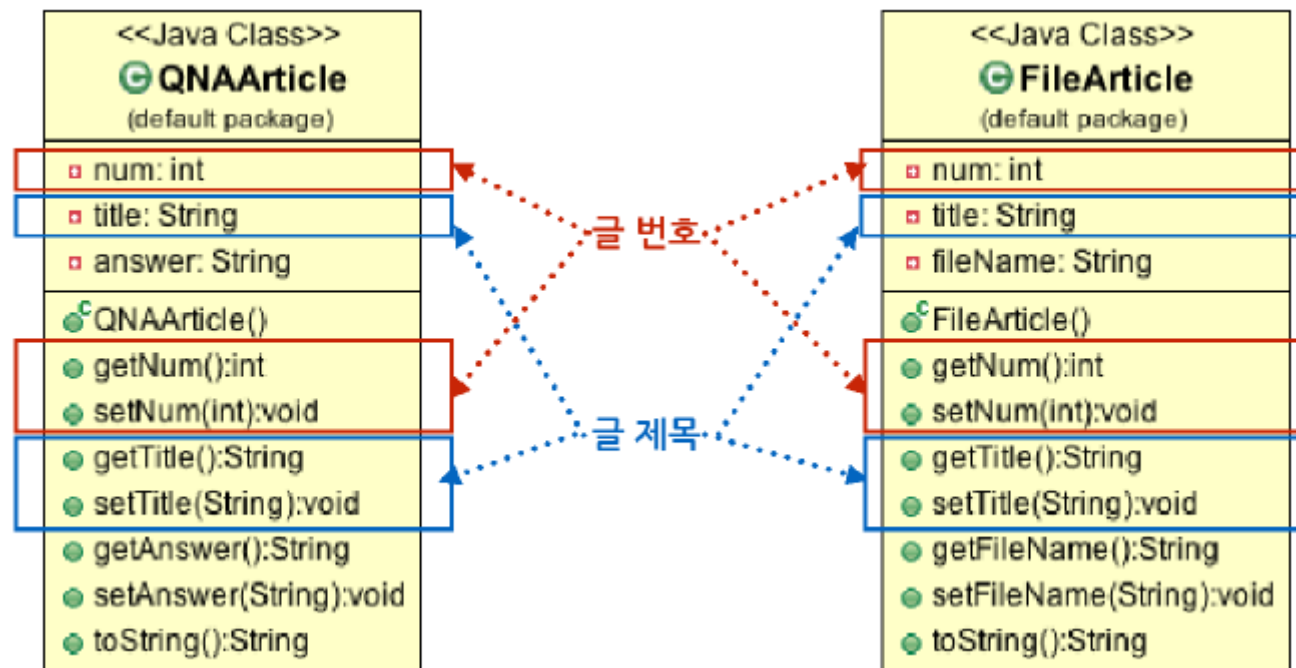 <<Java Class>>
QNAArticle
(default package)
num: int
title: String
answer: String
QNAArticle()
getNum():int
setNum(int):void
getTitle():String
setTitle(String):void
getAnswer():String
setAnswer(String):void
toString():String
글 번호
글 제목
<<Java Class>>
FileArticle
(default package)
num: int
title: String
fileName: String
FileArticle()
getNum():int
setNum(int):void
getTitle():String
setTitle(String):void
getFileName():String
setFileName(String):void
toString():String